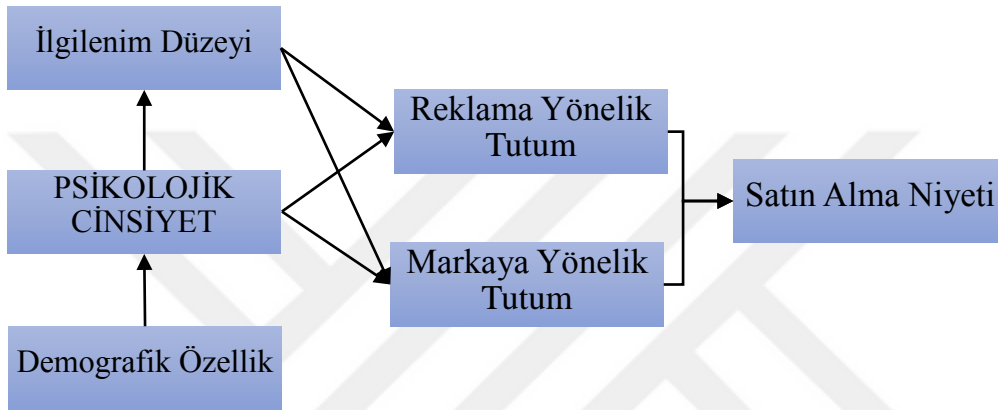 İlgilenim Düzeyi
Reklama Yönelik
Tutum
PSİKOLOJİK
CİNSİYET
Satın Alma Niyeti
Markaya Yönelik
Tutum
Demografik Özellik